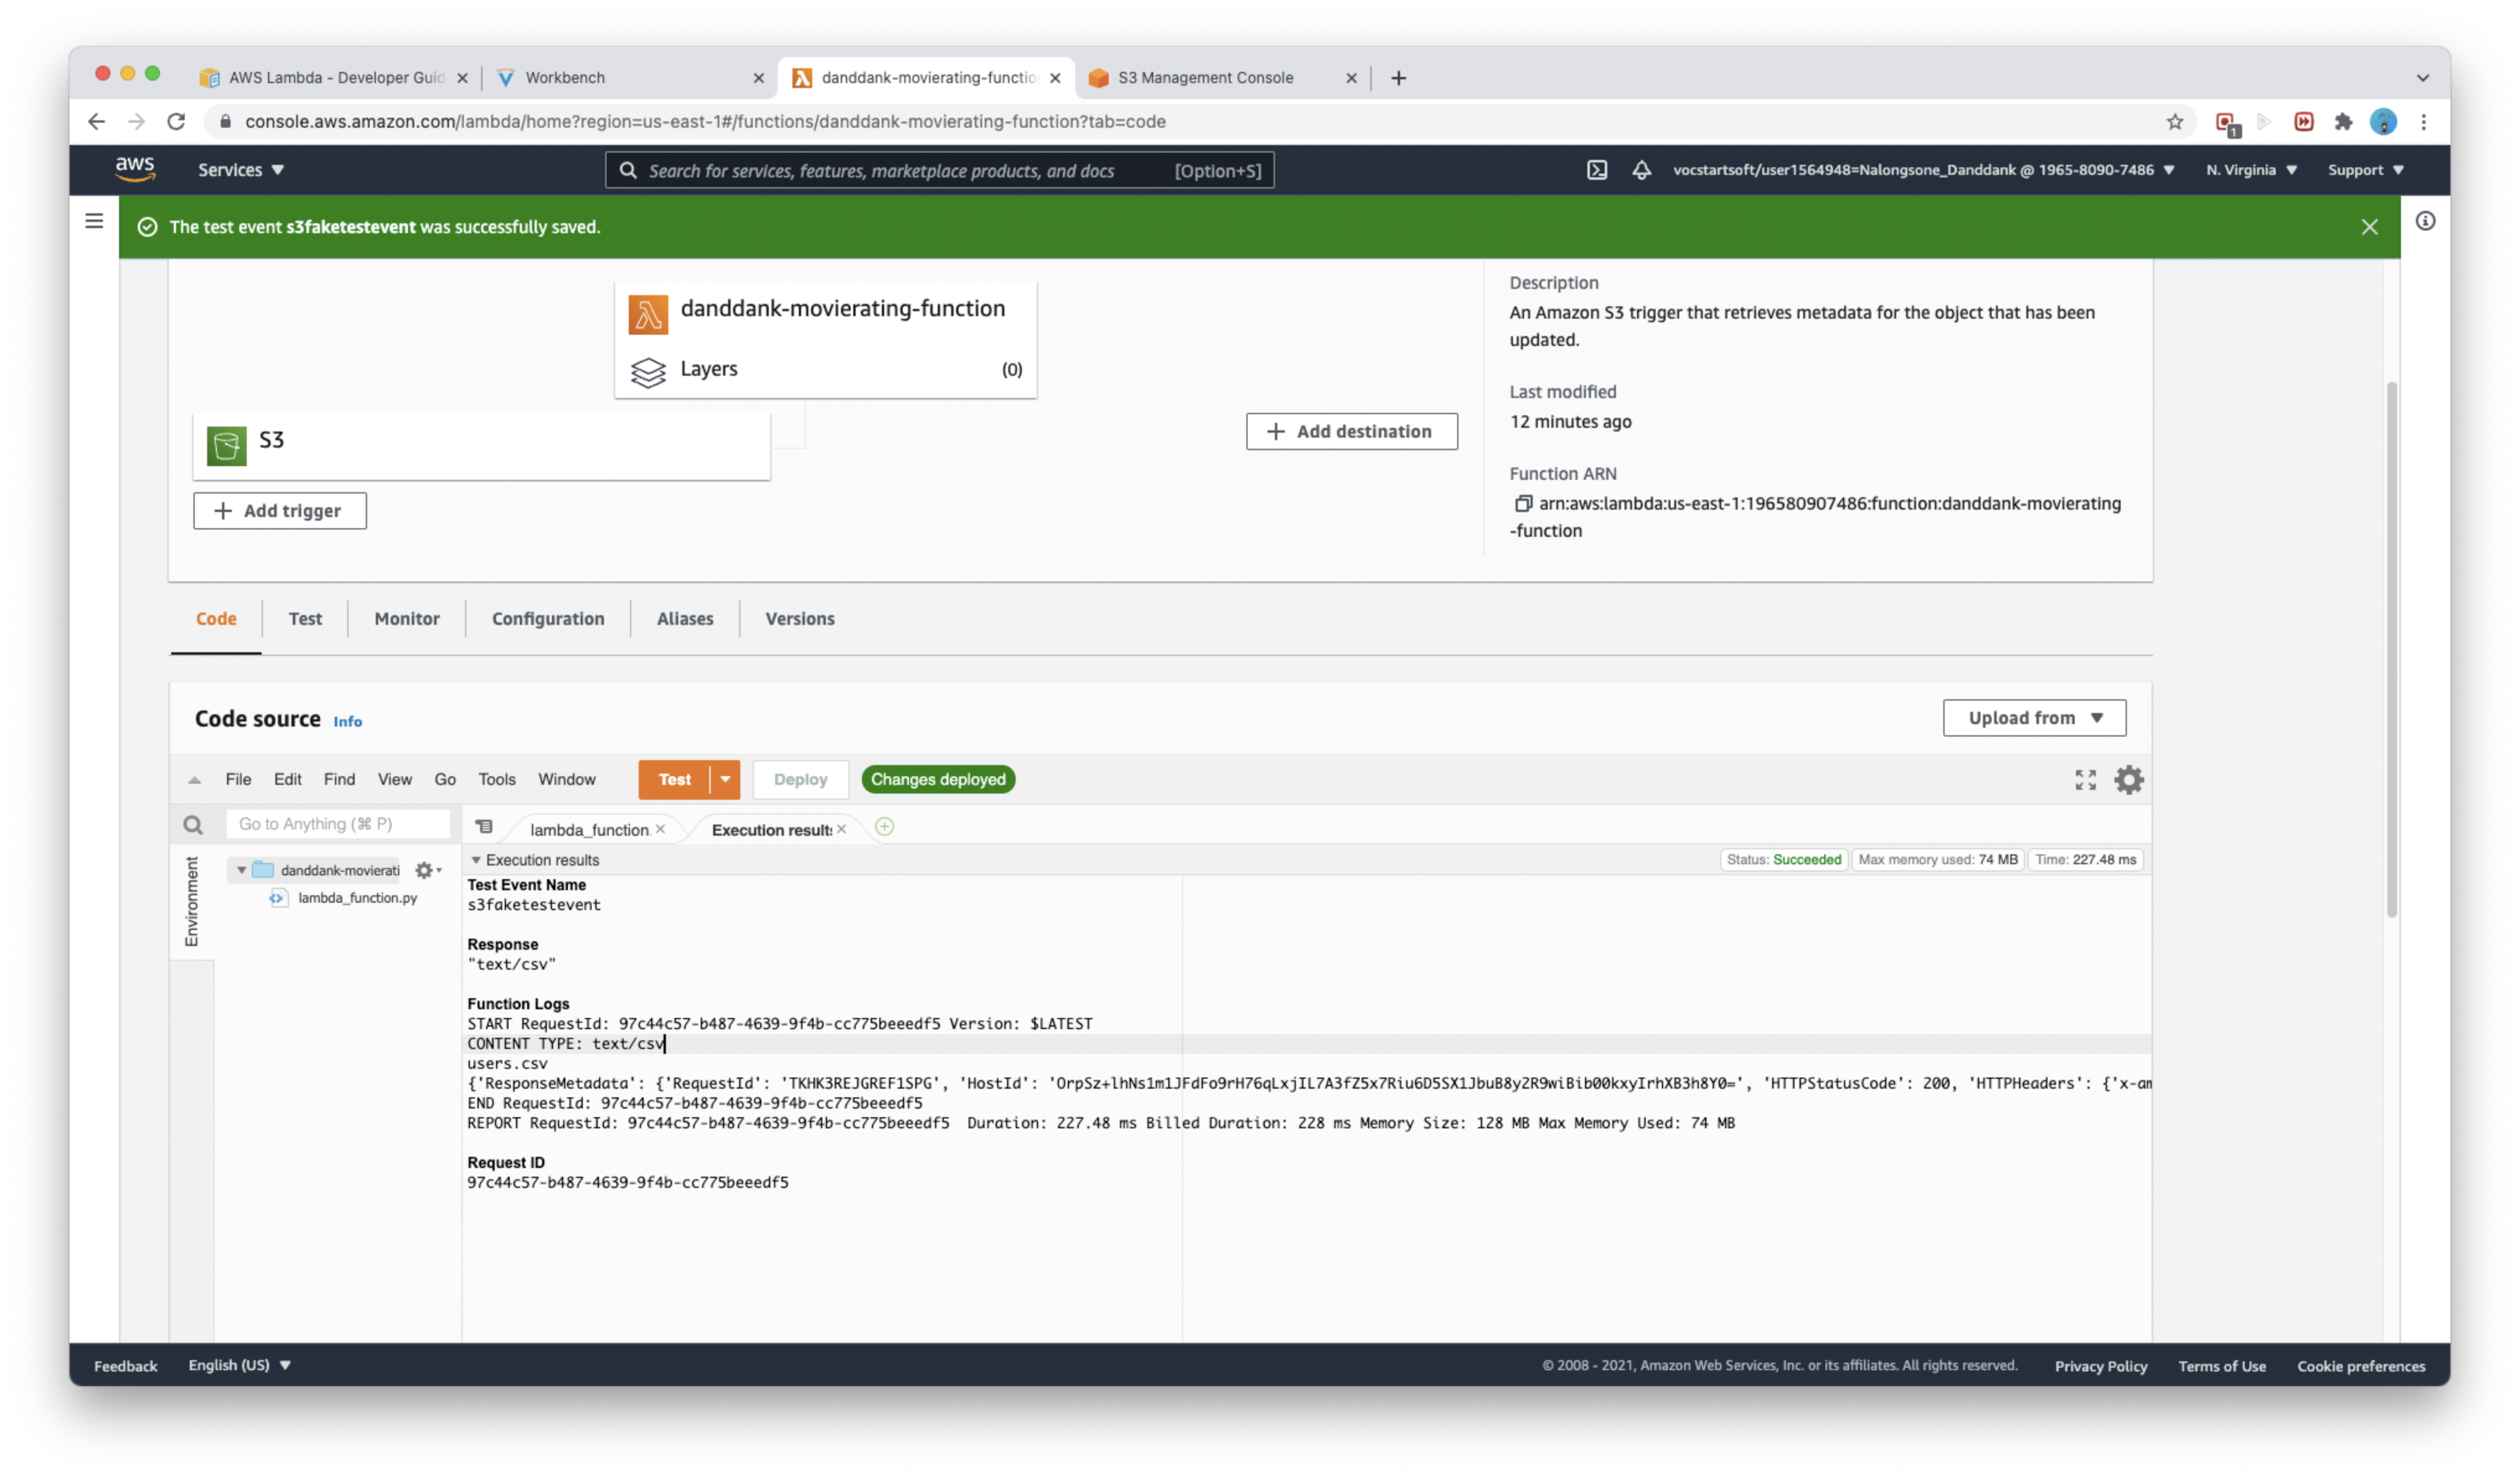 AWS Lambda - Developer Guid
Workbench
danddank-movierating-functio
S3 Management Console
console.aws.amazon.com/lambda/home?region=us-east-1#/functions/danddank-movierating-function?tab=code
1
aws
Services
Search for services, features, marketplace products, and docs [Option+S]
vocstartsoft/user1564948=Nalongsone_Danddank @ 1965-8090-7486
N. Virginia
Support
The test event s3faketestevent was successfully saved.
danddank-movierating-function
Layers (0)
S3
+ Add trigger
+ Add destination
Description
An Amazon S3 trigger that retrieves metadata for the object that has been
updated.
Last modified
12 minutes ago
Function ARN
arn:aws:lambda:us-east-1:196580907486:function:danddank-movierating
-function
Code
Test
Monitor
Configuration
Aliases
Versions
Code source Info
Upload from
File Edit Find View Go Tools Window
Test
Deploy
Changes deployed
Go to Anything (⌘ P)
Environment
danddank-movierati
lambda_function.py
lambda_function.
Execution results
Execution results
Status: Succeeded
Max memory used: 74 MB
Time: 227.48 ms
Test Event Name
s3faketestevent
Response
"text/csv"
Function Logs
START RequestId: 97c44c57-b487-4639-9f4b-cc775beeedf5 Version: $LATEST
CONTENT TYPE: text/csv
users.csv
{'ResponseMetadata': {'RequestId': 'TKHK3REJGREF1SPG', 'HostId': 'OrpSz+lhNs1m1JFdFo9rH76qLxjIL7A3fZ5x7Riu6D5SX1JbuB8y2R9wiBib00kxyIrhXB3h8Y0=', 'HTTPStatusCode': 200, 'HTTPHeaders': {'x-am
END RequestId: 97c44c57-b487-4639-9f4b-cc775beeedf5
REPORT RequestId: 97c44c57-b487-4639-9f4b-cc775beeedf5 Duration: 227.48 ms Billed Duration: 228 ms Memory Size: 128 MB Max Memory Used: 74 MB
Request ID
97c44c57-b487-4639-9f4b-cc775beeedf5
Feedback
English (US)
© 2008 - 2021, Amazon Web Services, Inc. or its affiliates. All rights reserved.
Privacy Policy
Terms of Use
Cookie preferences